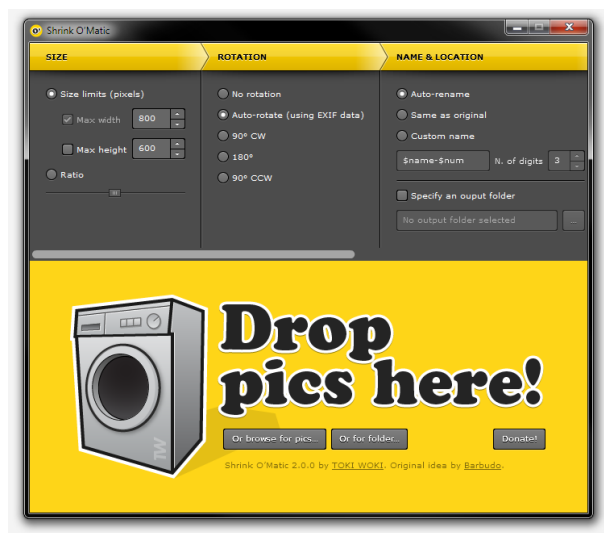 Shrink O'Matic
SIZE
Size limits (pixels)
Max width 800
Max height 600
Ratio
ROTATION
No rotation
Auto-rotate (using EXIF data)
90º CW
180º
90º CCW
NAME & LOCATION
Auto-rename
Same as original
Custom name
$name-$num N. of digits 3
Specify an ouput folder
No output folder selected ...
Drop
pics here!
TW
Or browse for pics... Or for folder... Donate!
Shrink O'Matic 2.0.0 by TOKI WOKI. Original idea by Barbudo.